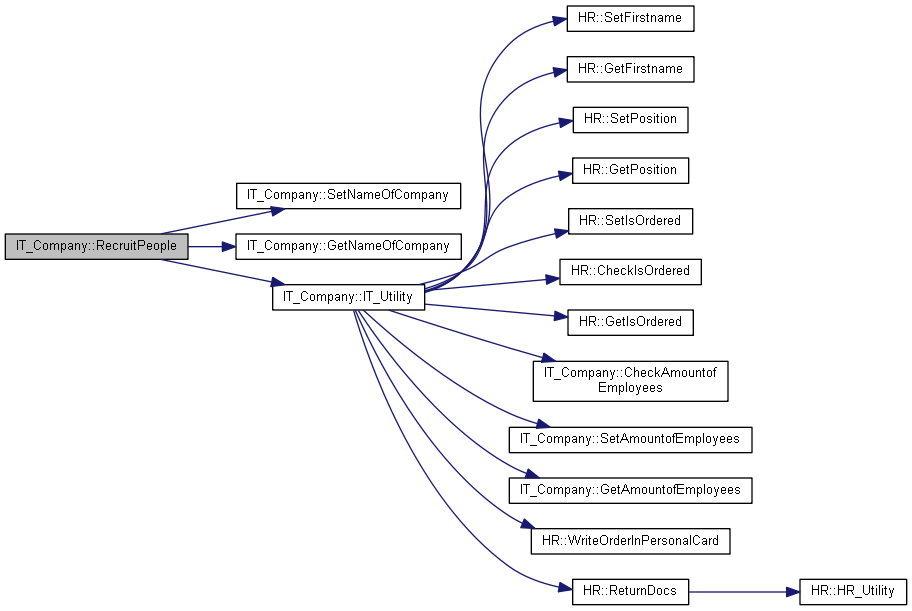 HR::SetFirstname
HR::GetFirstname
HR::SetPosition
HR::GetPosition
IT_Company::SetNameOfCompany
HR::SetIsOrdered
IT_Company::RecruitPeople
IT_Company::GetNameOfCompany
HR::CheckIsOrdered
IT_Company::IT_Utility
HR::GetIsOrdered
IT_Company::CheckAmountof
Employees
IT_Company::SetAmountofEmployees
IT_Company::GetAmountofEmployees
HR::WriteOrderInPersonalCard
HR::ReturnDocs
HR::HR_Utility